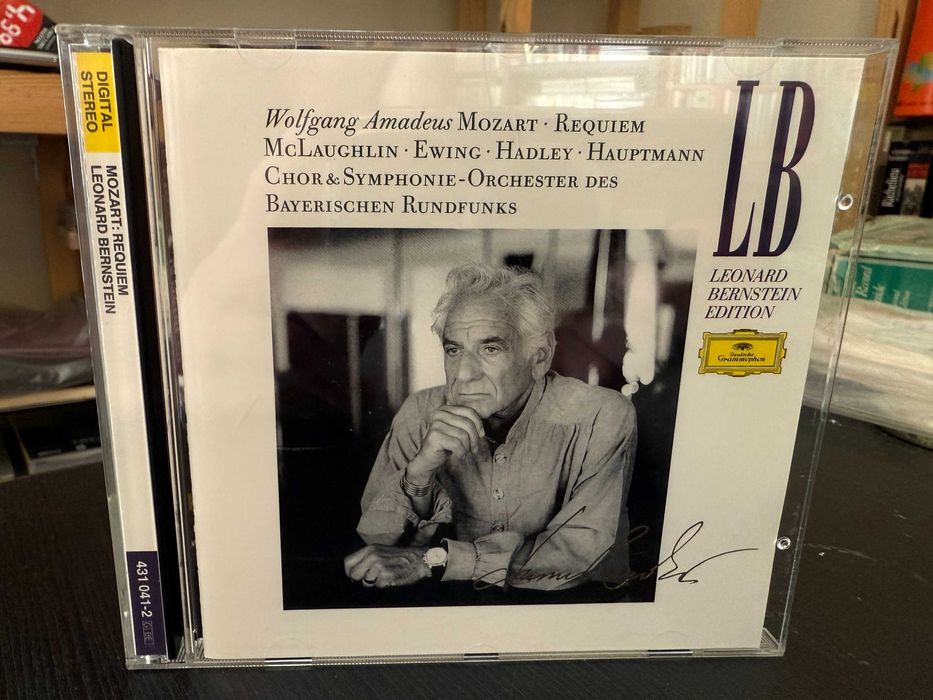 DIGITAL
STEREO
MOZART: REQUIEM
LEONARD BERNSTEIN
431 041-2
Wolfgang Amadeus MOZART · REQUIEM
MCLAUGHLIN · EWING · HADLEY · HAUPTMANN
CHOR & SYMPHONIE-ORCHESTER DES
BAYERISCHEN RUNDFUNKS
LB
LEONARD
BERNSTEIN
EDITION
Deutsche
Grammophon